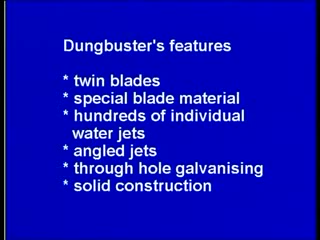 Dungbuster's features
* twin blades
* special blade material
* hundreds of individual
water jets
* angled jets
* through hole galvanising
* solid construction